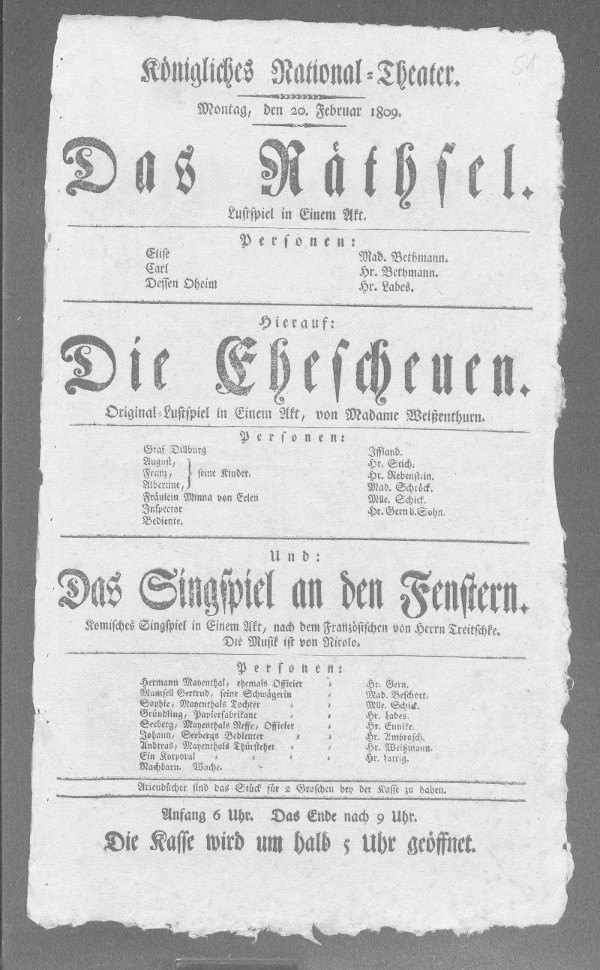 51
Königliches National-Theater.
Montag, den 20. Februar 1809.
Das Räthsel.
Lustspiel in Einem Akt.
Personen:
Elise Mad. Bethmann.
Carl Hr. Bethmann.
Dessen Oheim Hr. Labes.
Hierauf:
Die Ehescheuen.
Original-Lustspiel in Einem Akt, von Madame Weißenthurn.
Personen:
Graf Dillburg Iffland.
August, Hr. Stich.
Franz, } seine Kinder. Hr. Rebenstein.
Albertine, Mad. Schröck.
Fräulein Minna von Erlen Mlle. Schick.
Inspector Hr. Gern d. Sohn.
Bediente.
Und:
Das Singspiel an den Fenstern.
Komisches Singspiel in Einem Akt, nach dem Französischen von Herrn Treitschke.
Die Musik ist von Nicolo.
Personen:
Hermann Mayenthal, ehemals Officier Hr. Gern.
Mamsell Gertrud, seine Schwägerin Mad. Beschort.
Sophie, Mayenthals Tochter Mlle. Schick.
Gründling, Papierfabrikant Hr. Labes.
Seeberg, Mayenthals Neffe, Officier Hr. Eunike.
Johann, Seebergs Bedienter Hr. Ambrosch.
Andreas, Mayenthals Thürsteher Hr. Weitzmann.
Ein Korporal Hr. Lattig.
Nachbarn. Wache.
Arienbücher sind das Stück für 2 Groschen bey der Kasse zu haben.
Anfang 6 Uhr. Das Ende nach 9 Uhr.
Die Kasse wird um halb 5 Uhr geöffnet.